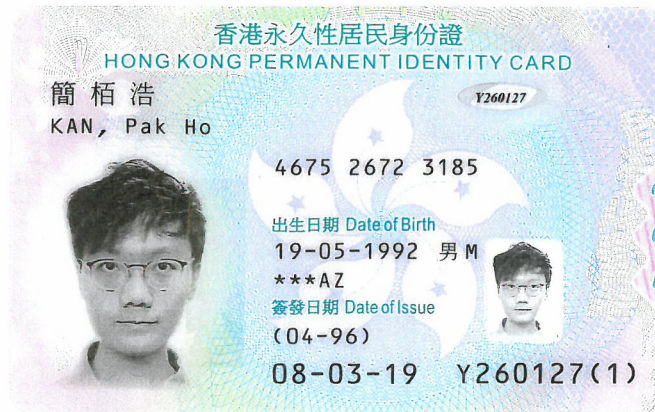 香港永久性居民身份證
HONG KONG PERMANENT IDENTITY CARD
簡栢浩
KAN, Pak Ho
Y260127
4675 2672 3185
出生日期 Date of Birth
19-05-1992 男 M
***AZ
簽發日期 Date of Issue
(04-96)
08-03-19 Y260127(1)